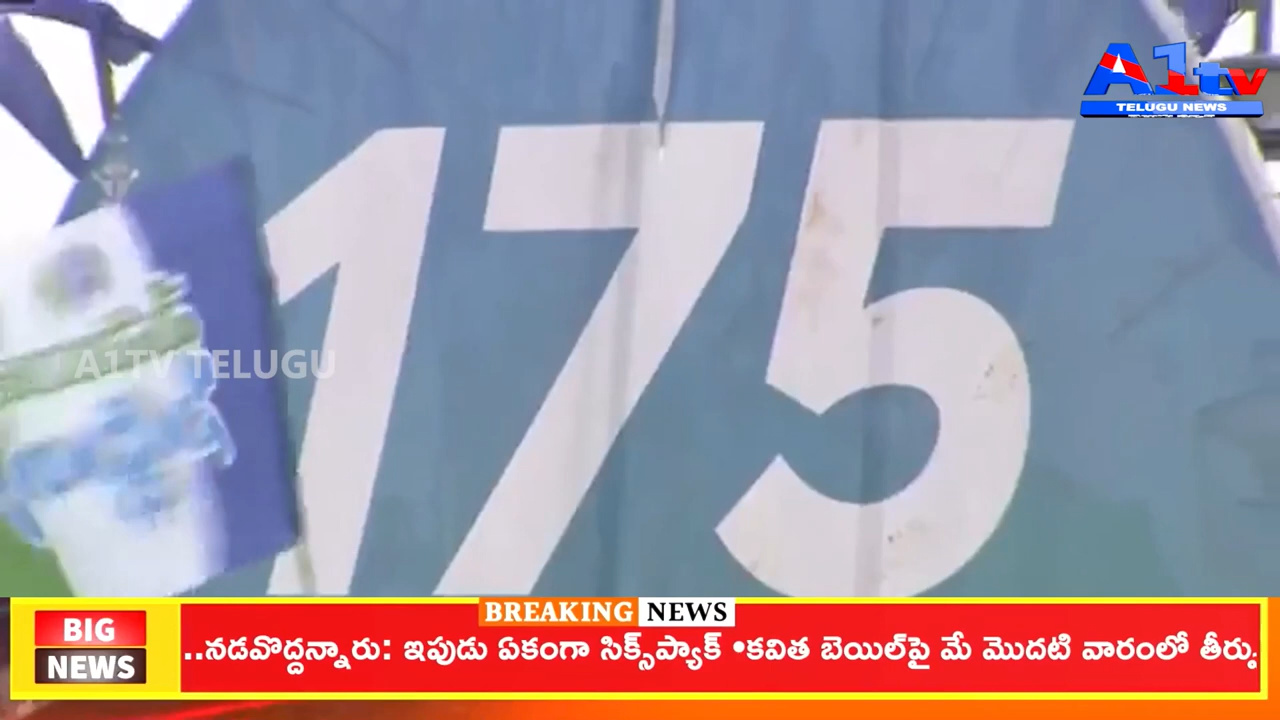 A1tv
TELUGU NEWS
175
A1TV TELUGU
BREAKING NEWS
BIG
NEWS
..నడవొద్దన్నారు: ఇపుడు ఏకంగా సిక్స్‌ప్యాక్ •కవిత బెయిల్‌పై మే మొదటి వారంలో తీర్పు